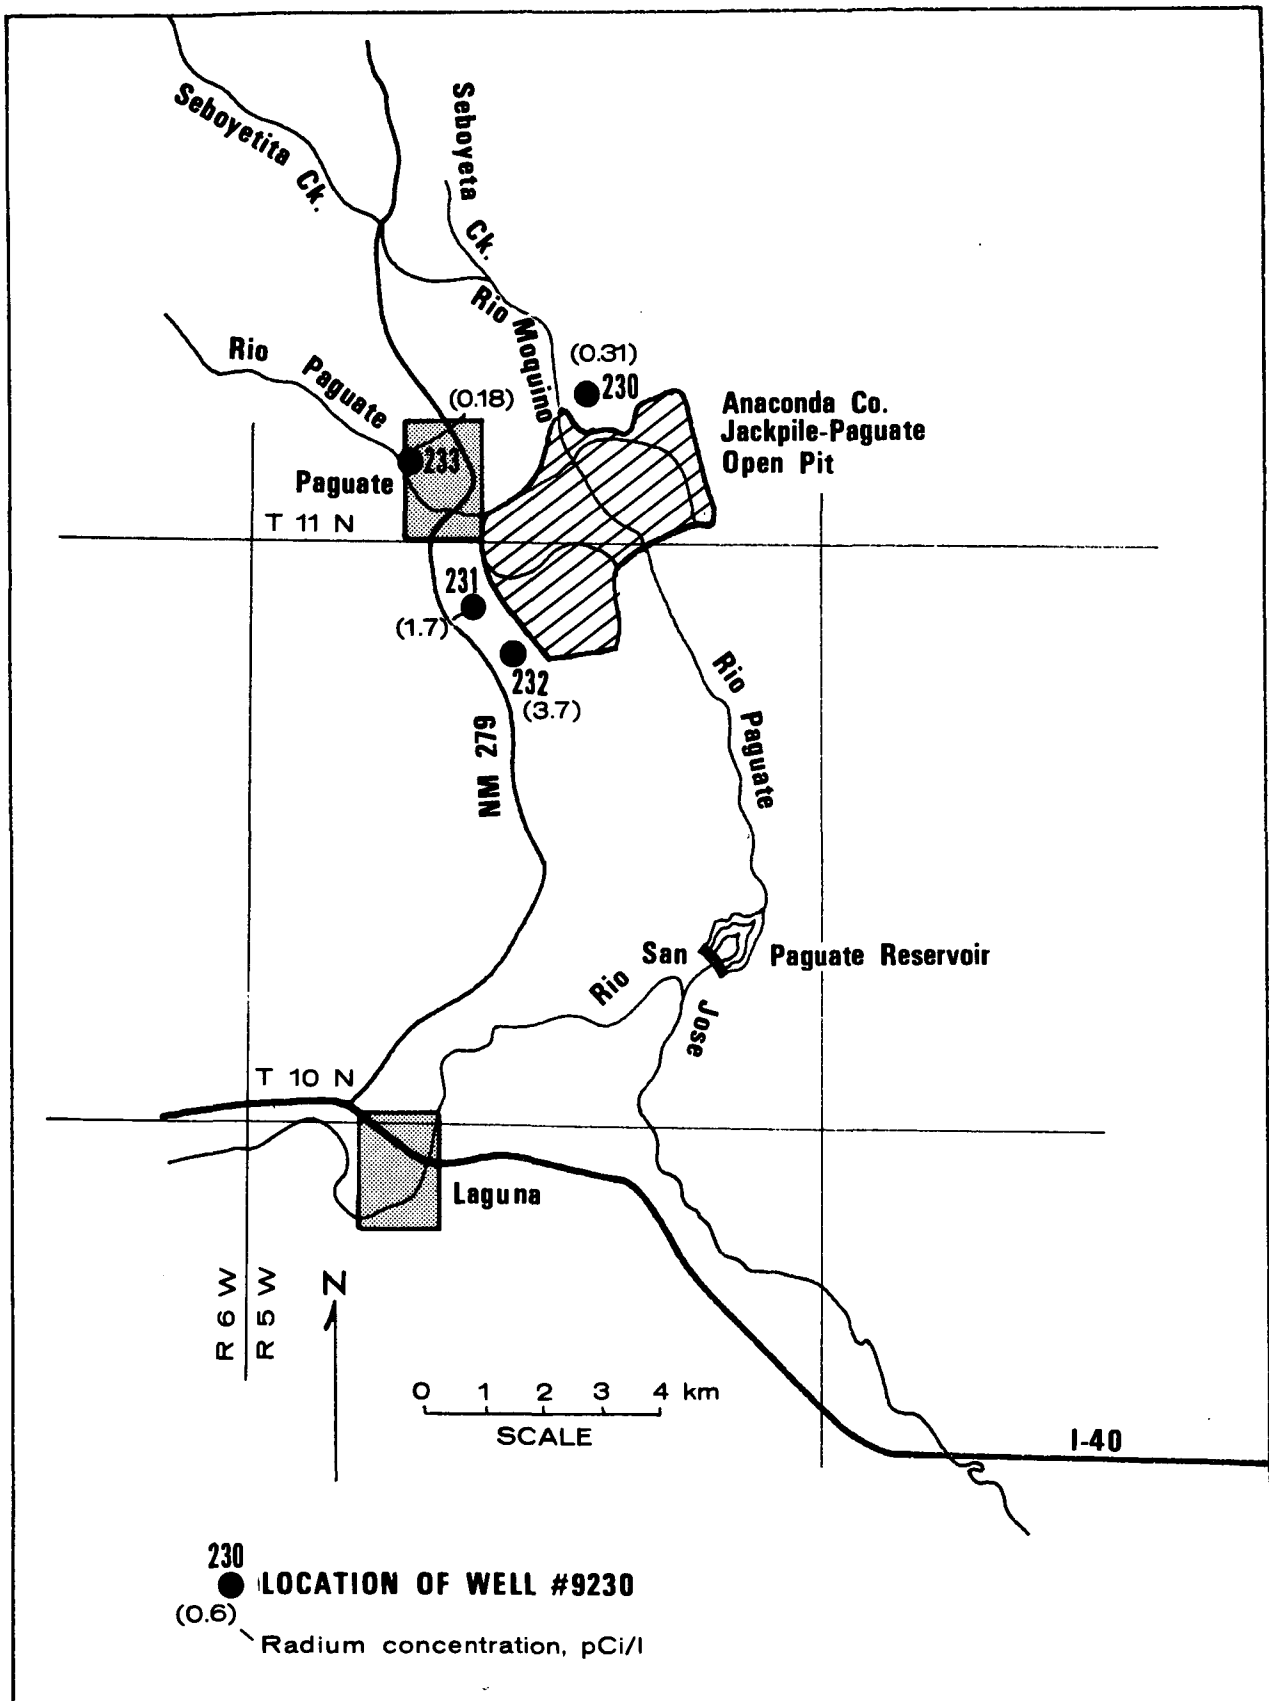 Seboyetita Ck.
Seboyeta Ck.
Rio Moquino
Rio Paguate
(0.31)
230
(0.18)
233
Paguate
Anaconda Co.
Jackpile-Paguate
Open Pit
T 11 N
231
(1.7)
232
(3.7)
NM 279
Rio Paguate
Rio San Jose
Paguate Reservoir
T 10 N
Laguna
R 6 W
R 5 W
N
0 1 2 3 4 km
SCALE
I-40
230
LOCATION OF WELL #9230
(0.6)
Radium concentration, pCi/l